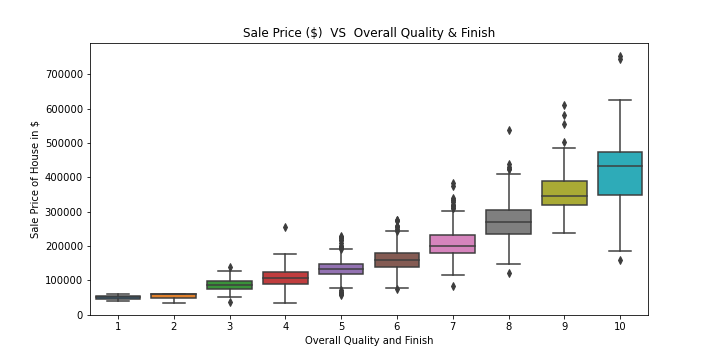 Sale Price ($)  VS  Overall Quality & Finish
Sale Price of House in $
700000
600000
500000
400000
300000
200000
100000
0
1 2 3 4 5 6 7 8 9 10
Overall Quality and Finish